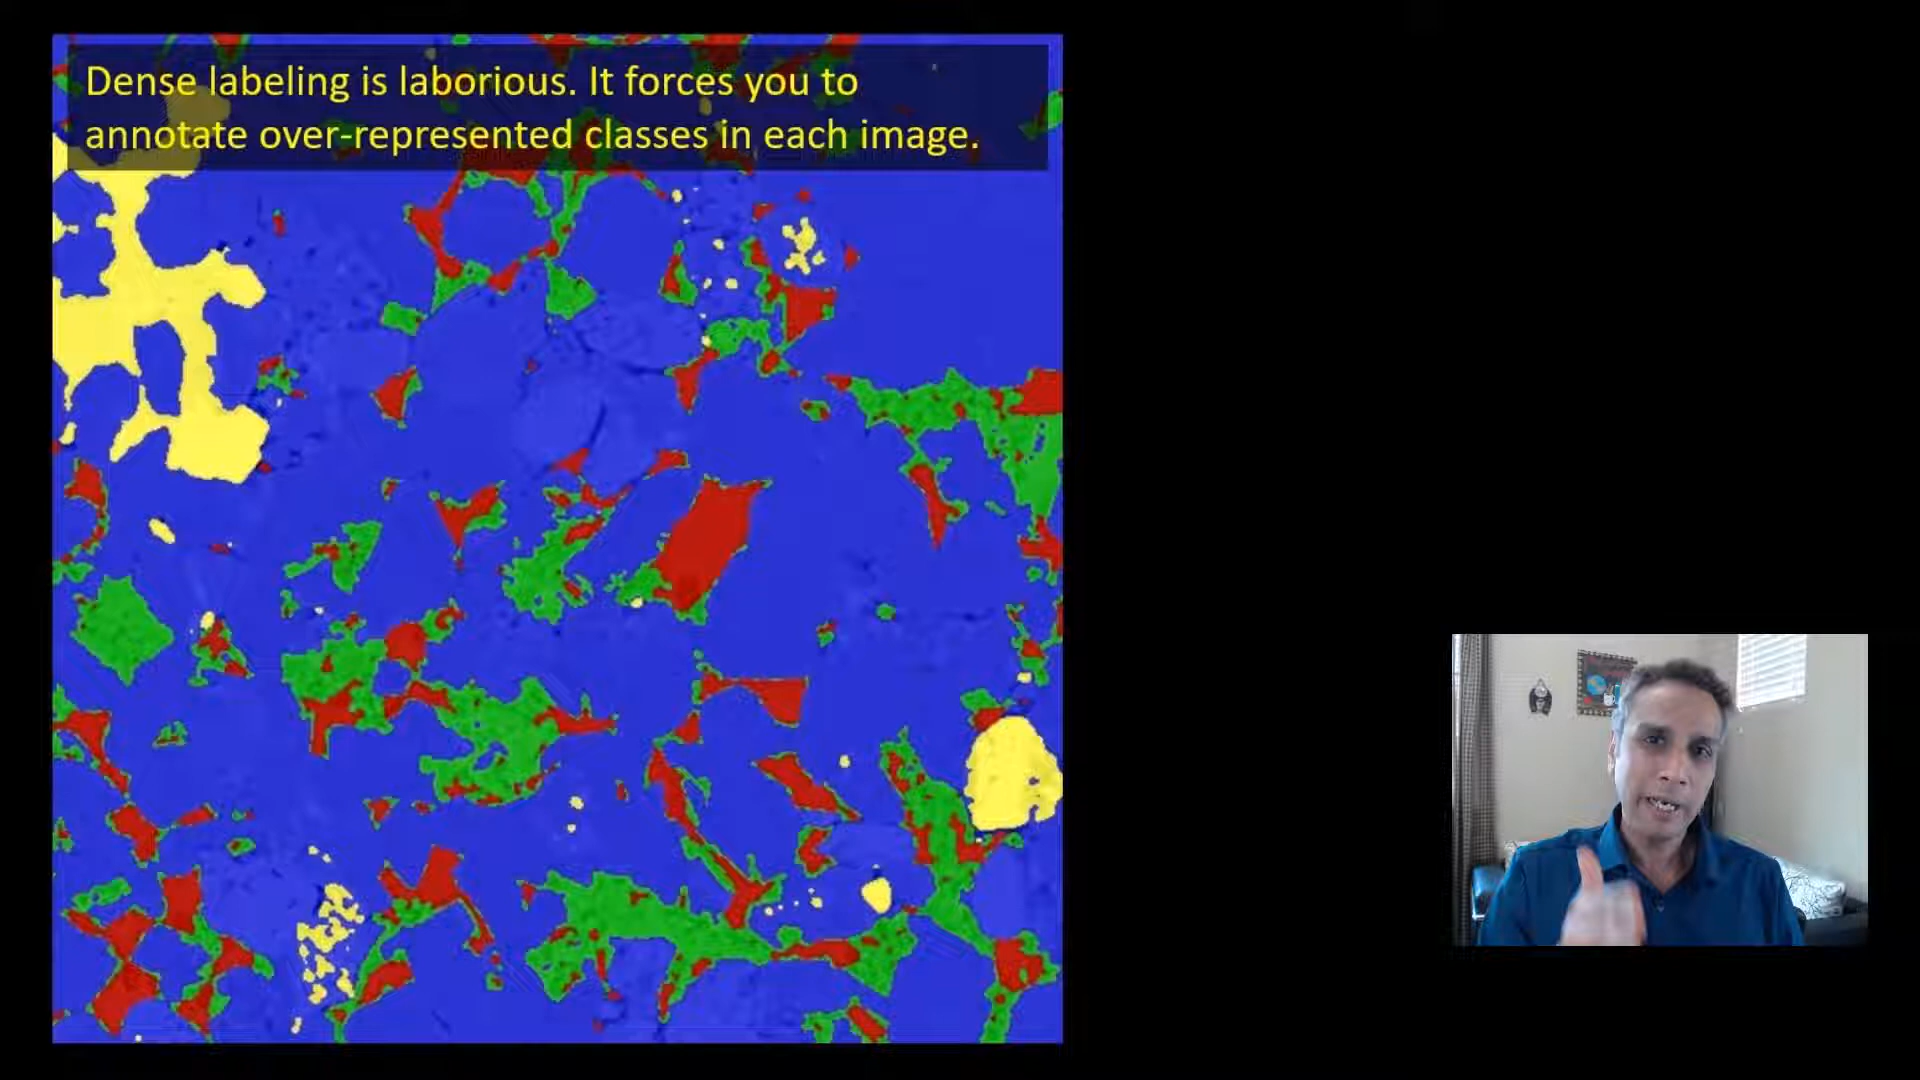 Dense labeling is laborious. It forces you to
annotate over-represented classes in each image.